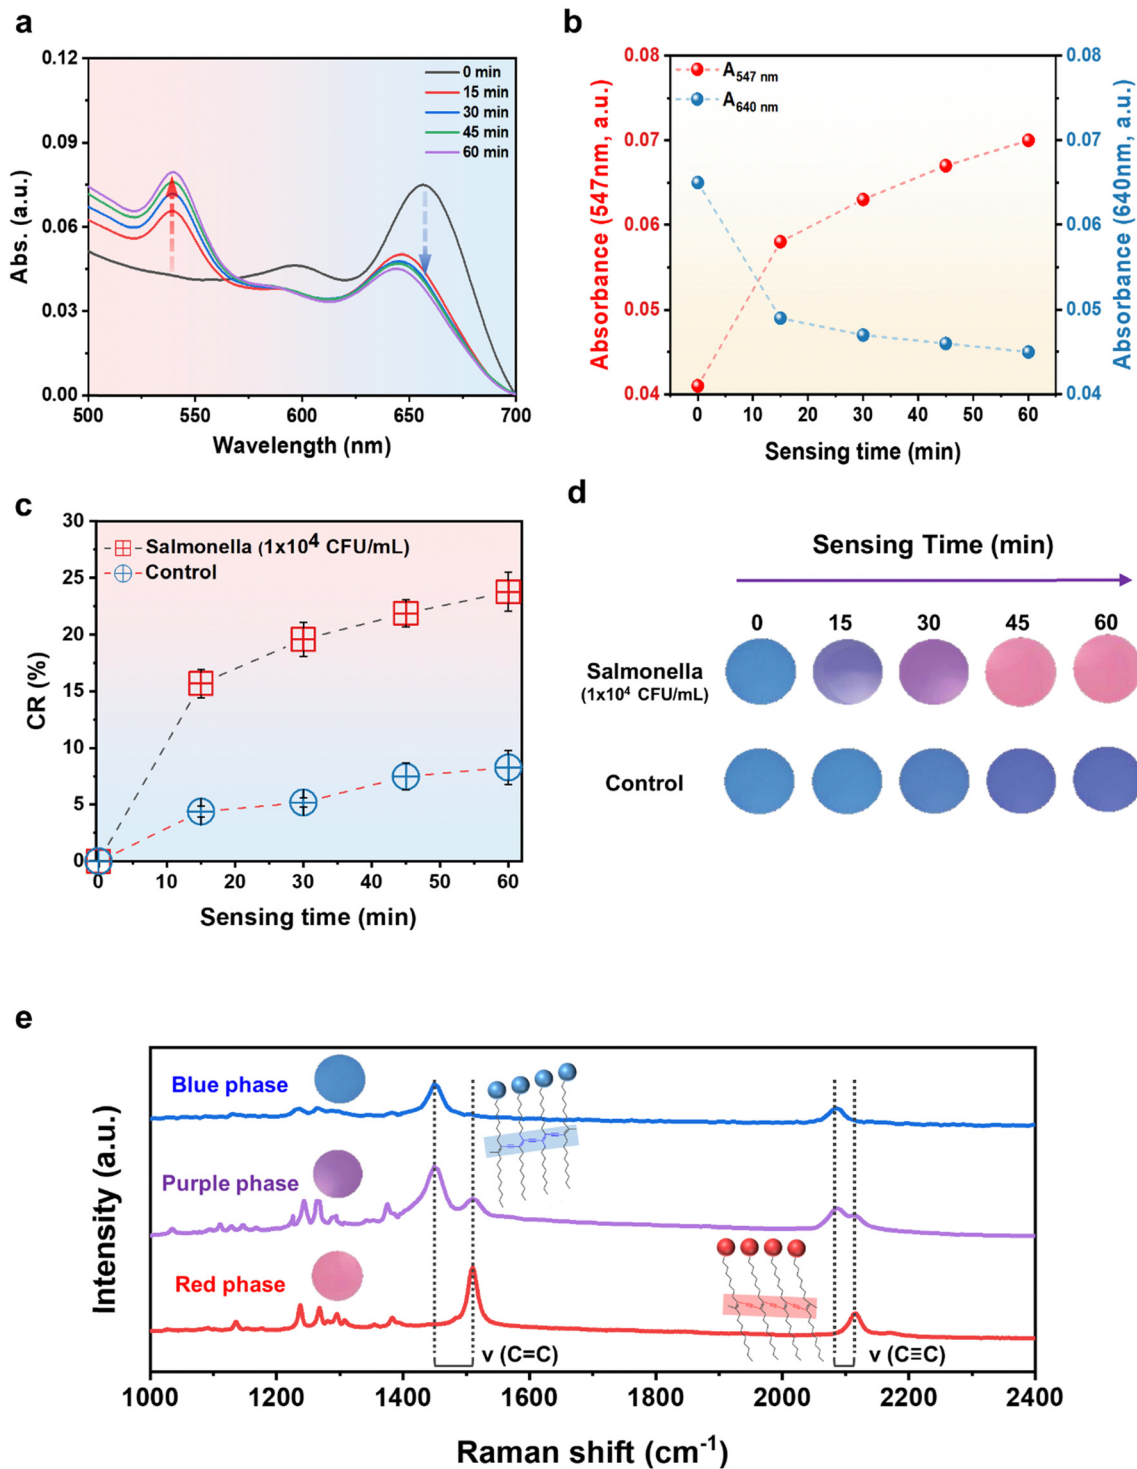 a
0.12
0.09
0.06
0.03
0.00
500
550
600
650
700
Abs. (a.u.)
Wavelength (nm)
0 min
15 min
30 min
45 min
60 min
b
0.08
0.07
0.06
0.05
0.04
0.08
0.07
0.06
0.05
0.04
0
10
20
30
40
50
60
Absorbance (547nm, a.u.)
Absorbance (640nm, a.u.)
Sensing time (min)
A547 nm
A640 nm
c
30
25
20
15
10
5
0
0
10
20
30
40
50
60
CR (%)
Sensing time (min)
Salmonella (1x10⁴ CFU/mL)
Control
d
Sensing Time (min)
0 15 30 45 60
Salmonella
(1x10⁴ CFU/mL)
Control
e
Blue phase
Purple phase
Red phase
ν (C=C)
ν (C≡C)
1000
1200
1400
1600
1800
2000
2200
2400
Intensity (a.u.)
Raman shift (cm⁻¹)